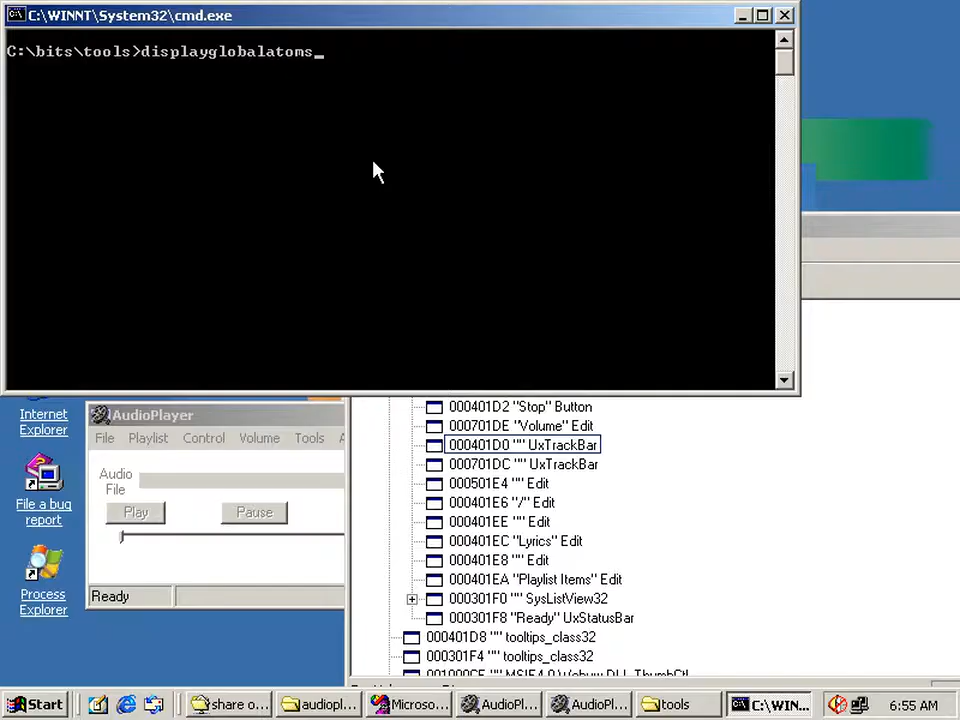 C:\WINNT\System32\cmd.exe
C:\bits\tools>displayglobalatoms_
Internet
Explorer
File a bug
report
Process
Explorer
AudioPlayer
File Playlist Control Volume Tools
Audio
File
Play Pause
Ready
000401D2 "Stop" Button
000701DE "Volume" Edit
000401D0 "" UxTrackBar
000701DC "" UxTrackBar
000501E4 "" Edit
000401E6 "/" Edit
000401EE "" Edit
000401EC "Lyrics" Edit
000401E8 "" Edit
000401EA "Playlist Items" Edit
000301F0 "" SysListView32
000301F8 "Ready" UxStatusBar
000401D8 "" tooltips_class32
000301F4 "" tooltips_class32
Start share o... audiopl... Microso... AudioPl... AudioPl... tools C:\WIN... 6:55 AM